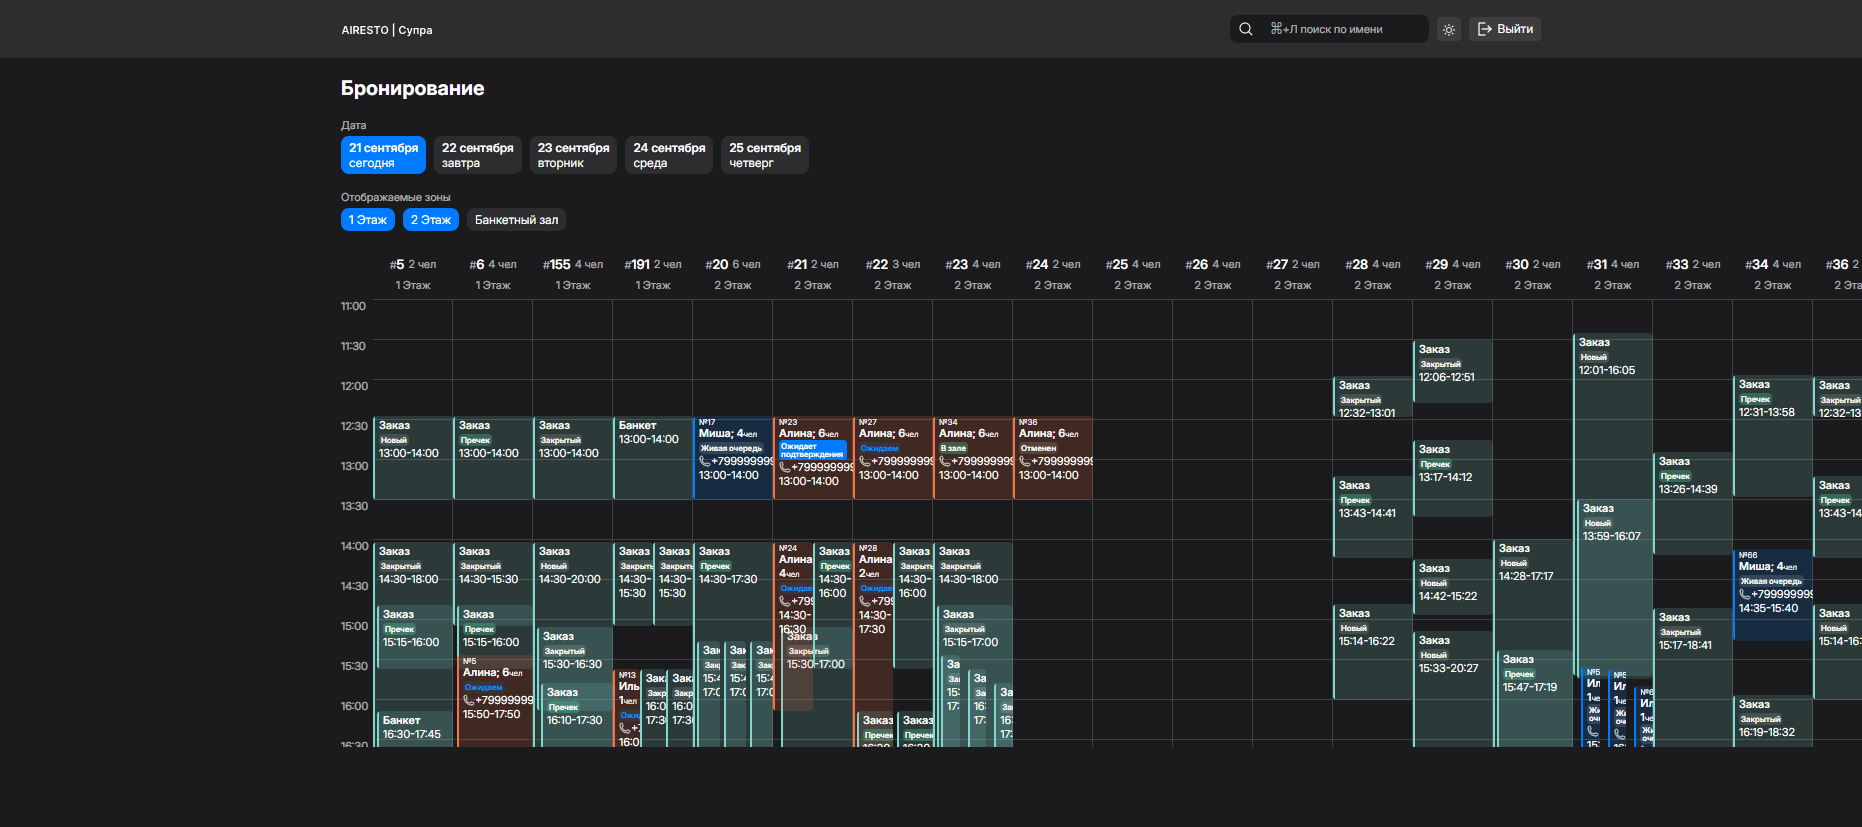 AIRESTO | Супра
⌘+Л поиск по имени
Выйти
Бронирование
Дата
21 сентября
сегодня
22 сентября
завтра
23 сентября
вторник
24 сентября
среда
25 сентября
четверг
Отображаемые зоны
1 Этаж
2 Этаж
Банкетный зал
#5 2 чел
#6 4 чел
#155 4 чел
#191 2 чел
#20 6 чел
#21 2 чел
#22 3 чел
#23 4 чел
#24 2 чел
#25 4 чел
#26 4 чел
#27 2 чел
#28 4 чел
#29 4 чел
#30 2 чел
#31 4 чел
#33 2 чел
#34 4 чел
#36 2
1 Этаж
1 Этаж
1 Этаж
1 Этаж
2 Этаж
2 Этаж
2 Этаж
2 Этаж
2 Этаж
2 Этаж
2 Этаж
2 Этаж
2 Этаж
2 Этаж
2 Этаж
2 Этаж
2 Этаж
2 Этаж
2 Эта
11:00
11:30
12:00
12:30
13:00
13:30
14:00
14:30
15:00
15:30
16:00
16:30
Заказ
Новый
13:00-14:00
Заказ
Пречек
13:00-14:00
Заказ
Закрытый
13:00-14:00
Банкет
13:00-14:00
№17
Миша; 4чел
Живая очередь
+799999999
13:00-14:00
№23
Алина; 6чел
Ожидает
подтверждения
+799999999
13:00-14:00
№27
Алина; 6чел
Ожидаем
+799999999
13:00-14:00
№34
Алина; 6чел
В зале
+799999999
13:00-14:00
№36
Алина; 6чел
Отменен
+799999999
13:00-14:00
Заказ
Закрытый
12:32-13:01
Заказ
Закрытый
12:06-12:51
Заказ
Новый
12:01-16:05
Заказ
Пречек
12:31-13:58
Заказ
Закрытый
12:32-13
Заказ
Пречек
13:43-14:41
Заказ
Пречек
13:17-14:12
Заказ
Новый
13:59-16:07
Заказ
Пречек
13:26-14:39
Заказ
Пречек
13:43-14
Заказ
Закрытый
14:30-18:00
Заказ
Закрытый
14:30-15:30
Заказ
Новый
14:30-20:00
Заказ
Закрыть
14:30-
15:30
Заказ
Закрыть
14:30-
15:30
Заказ
Пречек
14:30-17:30
№24
Алина
4чел
Ожидаем
+799
14:30-
16:30
Заказ
Пречек
14:30-
16:00
№28
Алина
2чел
Ожидаем
+799
14:30-
17:30
Заказ
Закрыт
14:30-
16:00
Заказ
Закрытый
14:30-18:00
Заказ
Новый
14:42-15:22
Заказ
Новый
14:28-17:17
№66
Миша; 4чел
Живая очередь
+799999999
14:35-15:40
Заказ
Пречек
15:15-16:00
Заказ
Пречек
15:15-16:00
Заказ
Закрытый
15:30-16:30
Заказ
Закрытый
15:30-17:00
Заказ
Закрытый
15:15-17:00
Заказ
Новый
15:14-16:22
Заказ
Новый
15:33-20:27
Заказ
Пречек
15:47-17:19
Заказ
Закрытый
15:17-18:41
Заказ
Новый
15:14-16:
№5
Алина; 6чел
Ожидаем
+79999999
15:50-17:50
Заказ
Пречек
16:10-17:30
Банкет
16:30-17:45
№13
Иль
1чел
Заказ
Пречек
Заказ
Пречек
Заказ
Закрытый
16:19-18:32